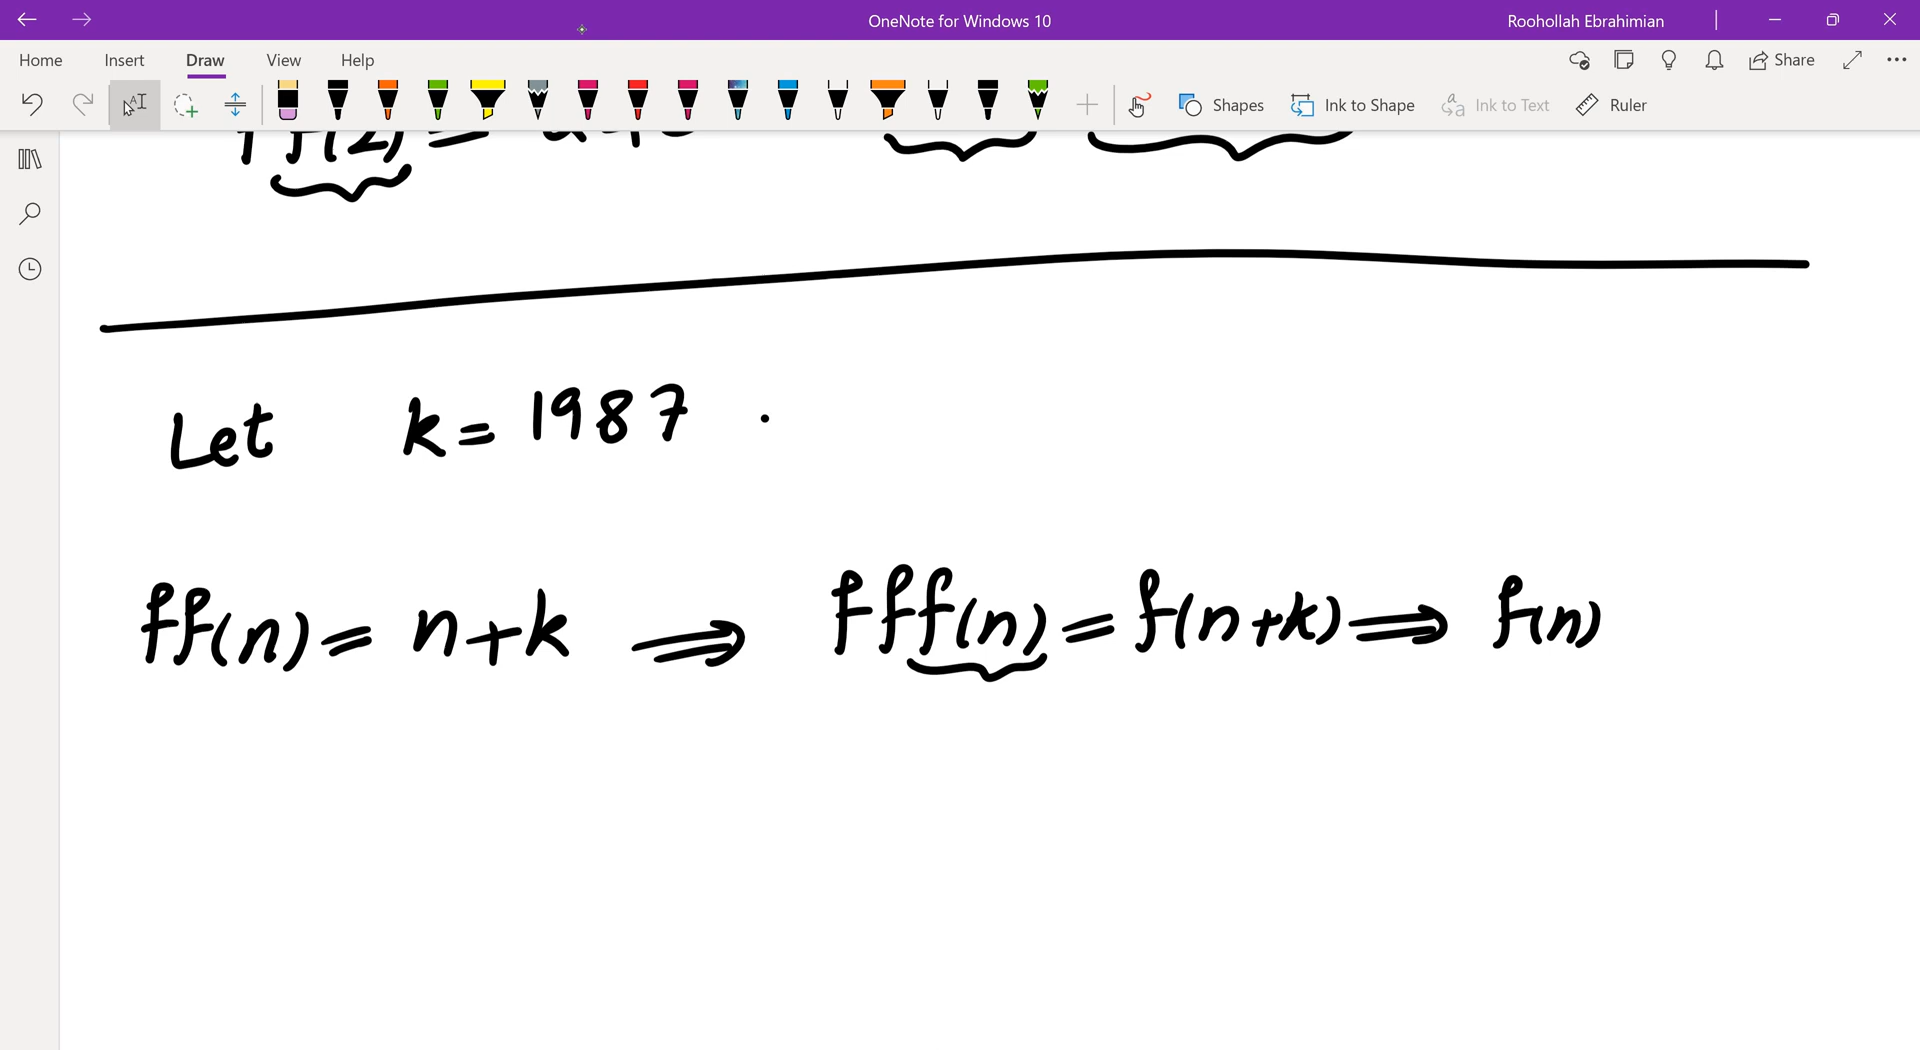 OneNote for Windows 10
Roohollah Ebrahimian
Home Insert Draw View Help
Share
Shapes Ink to Shape Ink to Text Ruler
Let k = 1987 .
ff(n) = n+k ⟹ fff(n) = f(n+k) ⟹ f(n)